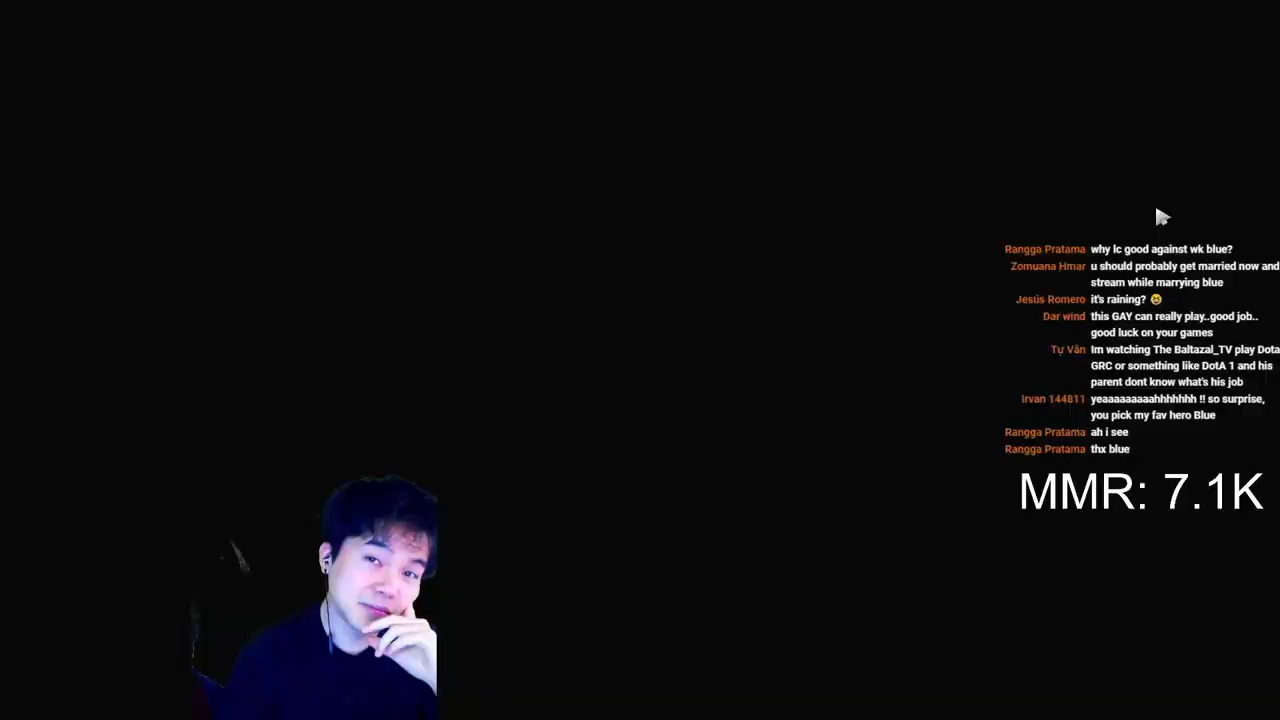 Rangga Pratama why lc good against wk blue?
Zomuana Hmar u should probably get married now and
stream while marrying blue
Jesús Romero it's raining? 😖
Dar wind this GAY can really play..good job..
good luck on your games
Tự Văn Im watching The Baltazal_TV play Dota
GRC or something like DotA 1 and his
parent dont know what's his job
Irvan 144811 yeaaaaaaaaahhhhhhh !! so surprise,
you pick my fav hero Blue
Rangga Pratama ah i see
Rangga Pratama thx blue
MMR: 7.1K